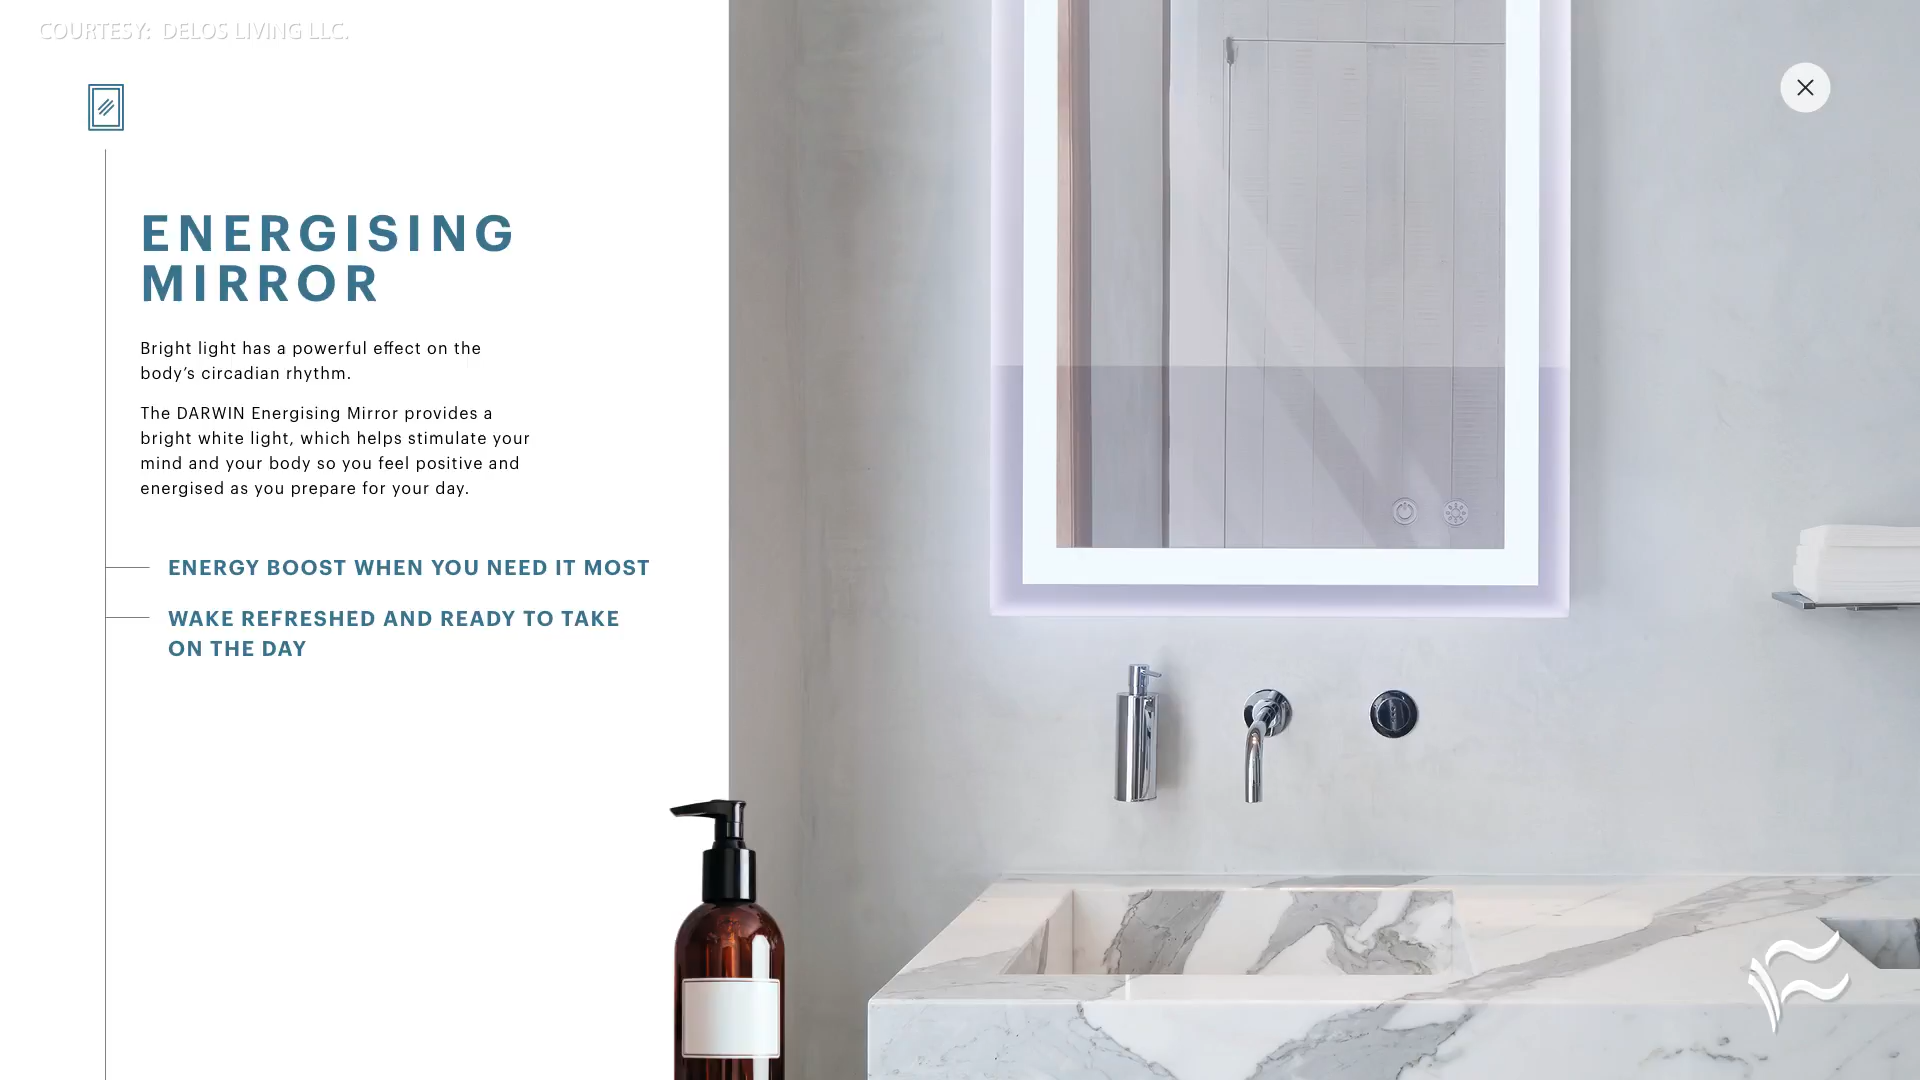 COURTESY: DELOS LIVING LLC.
ENERGISING
MIRROR
Bright light has a powerful effect on the
body’s circadian rhythm.
The DARWIN Energising Mirror provides a
bright white light, which helps stimulate your
mind and your body so you feel positive and
energised as you prepare for your day.
ENERGY BOOST WHEN YOU NEED IT MOST
WAKE REFRESHED AND READY TO TAKE
ON THE DAY